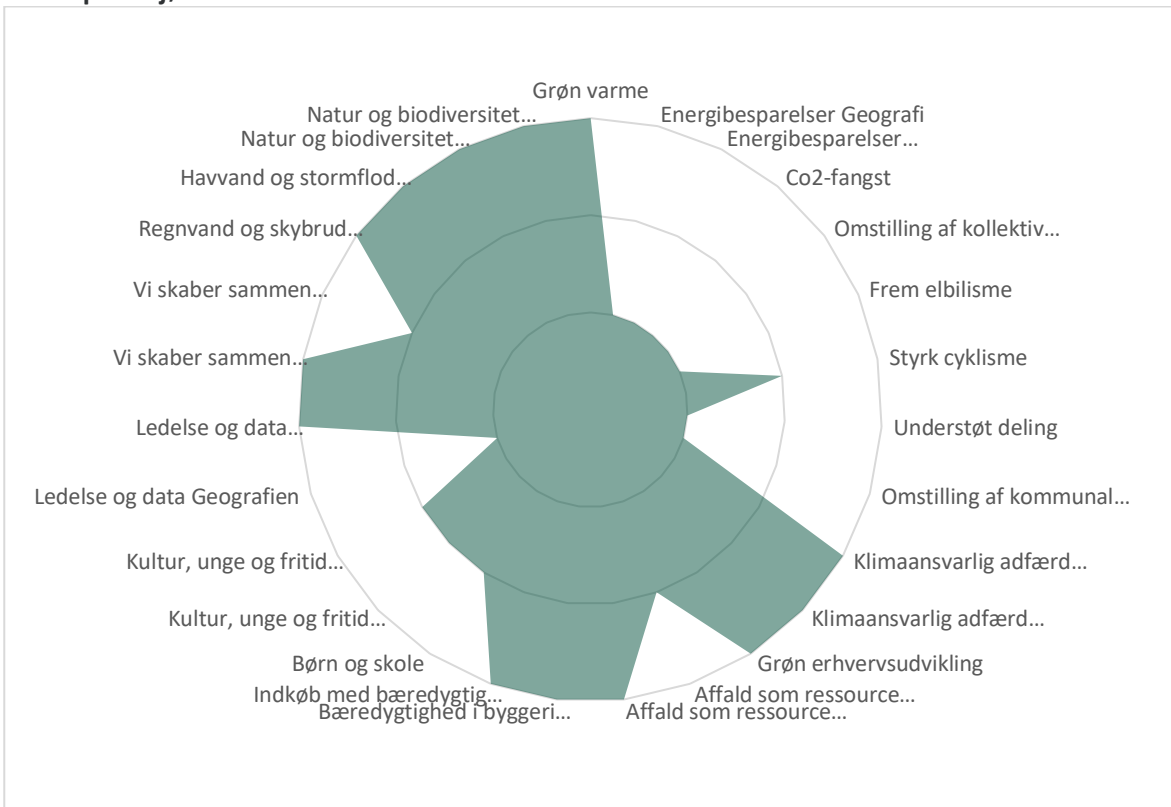 Grøn varme
Energibesparelser Geografi
Energibesparelser...
Co2-fangst
Omstilling af kollektiv...
Frem elbilisme
Styrk cyklisme
Understøt deling
Omstilling af kommunal...
Klimaansvarlig adfærd...
Klimaansvarlig adfærd...
Grøn erhvervsudvikling
Affald som ressource...
Affald som ressource...
Bæredygtighed i byggeri...
Indkøb med bæredygtig...
Børn og skole
Kultur, unge og fritid...
Kultur, unge og fritid...
Ledelse og data Geografien
Ledelse og data...
Vi skaber sammen...
Vi skaber sammen...
Regnvand og skybrud...
Havvand og stormflod...
Natur og biodiversitet...
Natur og biodiversitet...